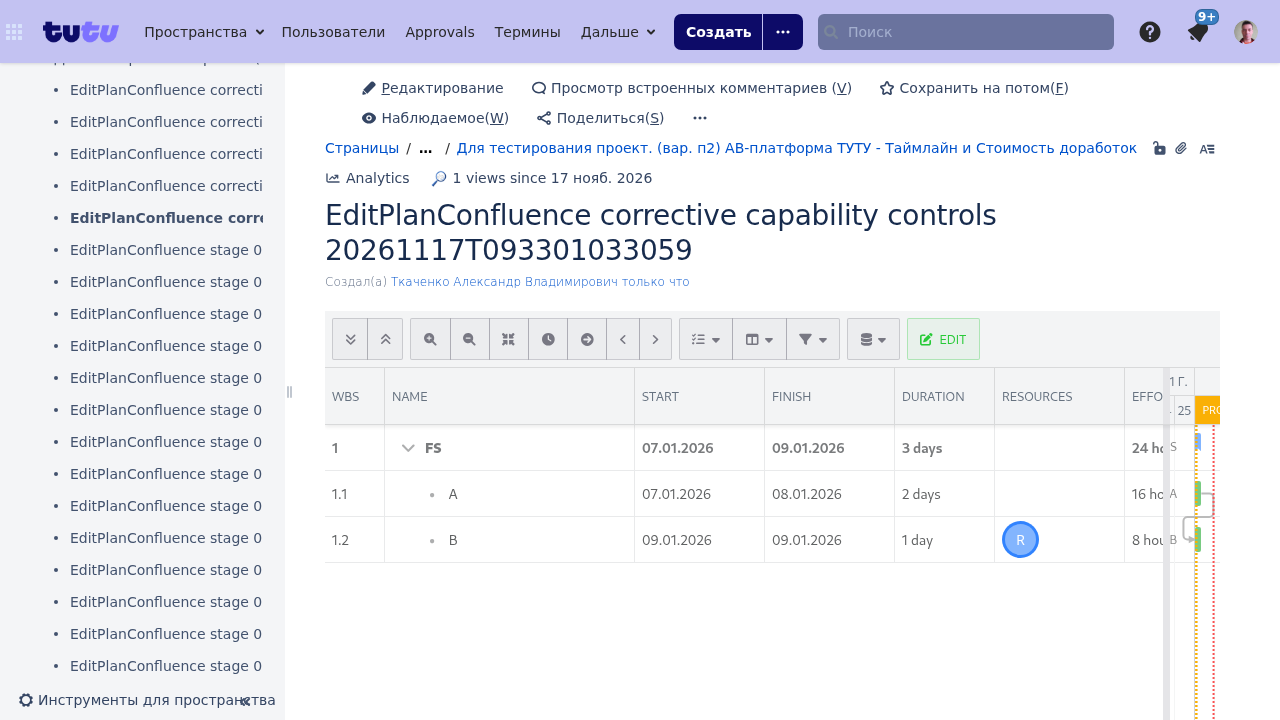 tutu
Пространства
Пользователи
Approvals
Термины
Дальше
Создать
Поиск
9+
EditPlanConfluence correcti
EditPlanConfluence correcti
EditPlanConfluence correcti
EditPlanConfluence correcti
EditPlanConfluence corre
EditPlanConfluence stage 0
EditPlanConfluence stage 0
EditPlanConfluence stage 0
EditPlanConfluence stage 0
EditPlanConfluence stage 0
EditPlanConfluence stage 0
EditPlanConfluence stage 0
EditPlanConfluence stage 0
EditPlanConfluence stage 0
EditPlanConfluence stage 0
EditPlanConfluence stage 0
EditPlanConfluence stage 0
EditPlanConfluence stage 0
EditPlanConfluence stage 0
Инструменты для пространства
Редактирование
Просмотр встроенных комментариев (V)
Сохранить на потом(F)
Наблюдаемое(W)
Поделиться(S)
Страницы / ... / Для тестирования проект. (вар. п2) АВ-платформа ТУТУ - Таймлайн и Стоимость доработок
Analytics
1 views since 17 нояб. 2026
EditPlanConfluence corrective capability controls
20261117T093301033059
Создал(а) Ткаченко Александр Владимирович только что
EDIT
WBS NAME START FINISH DURATION RESOURCES EFFO
1 Г.
25
PRO
1 FS 07.01.2026 09.01.2026 3 days 24 ho S
1.1 A 07.01.2026 08.01.2026 2 days 16 ho A
1.2 B 09.01.2026 09.01.2026 1 day R 8 hou B